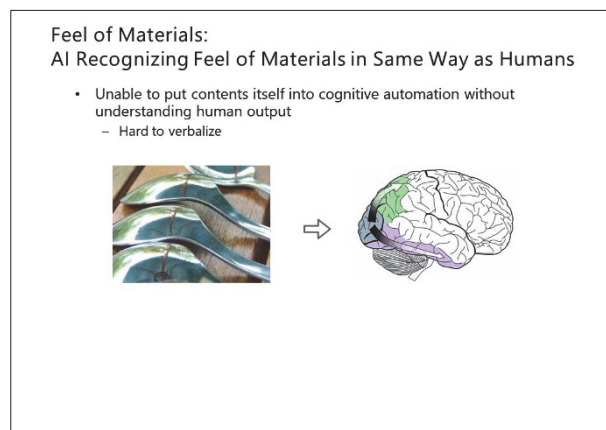 Feel of Materials:
AI Recognizing Feel of Materials in Same Way as Humans
• Unable to put contents itself into cognitive automation without
understanding human output
– Hard to verbalize